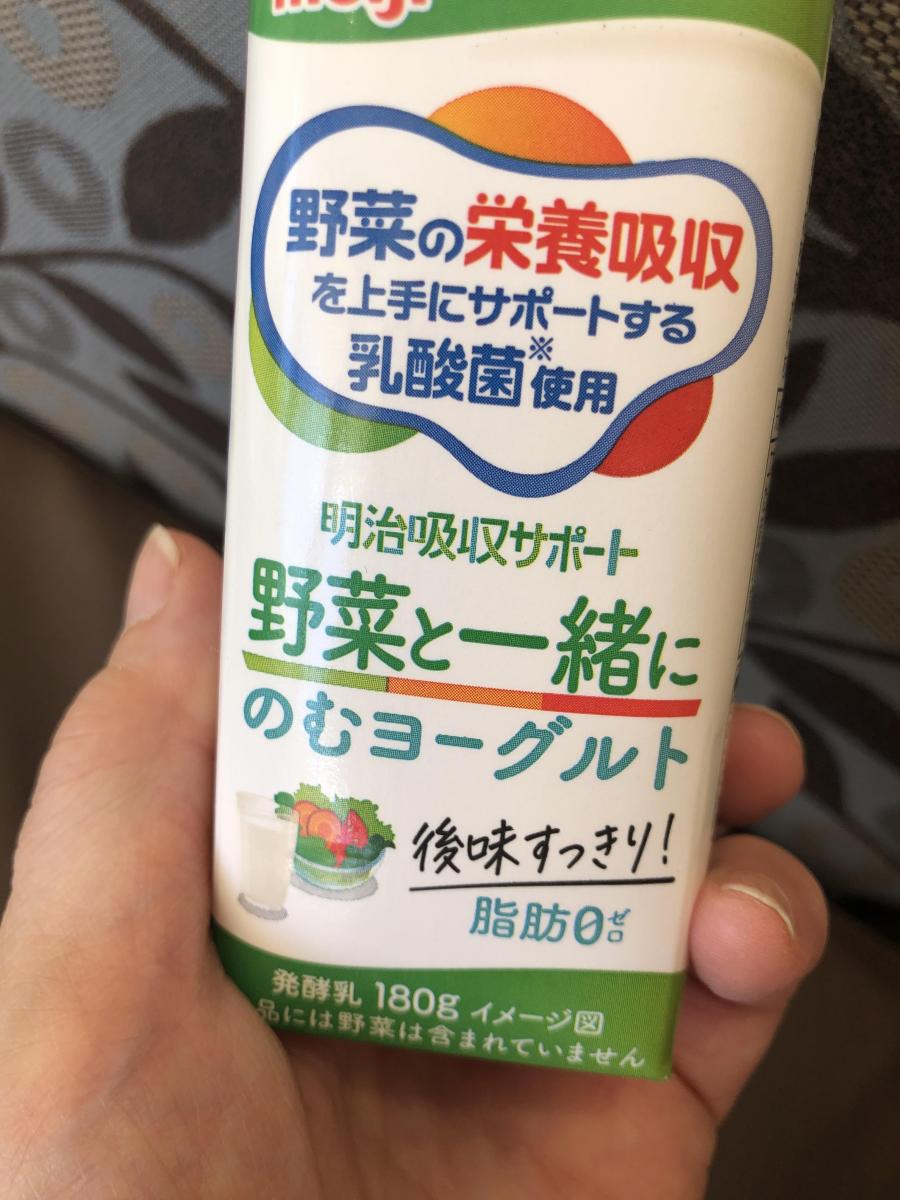 meiji
野菜の栄養吸収
を上手にサポートする
乳酸菌※使用
明治吸収サポート
野菜と一緒に
のむヨーグルト
後味すっきり!
脂肪0ゼロ
発酵乳 180g イメージ図
品には野菜は含まれていません